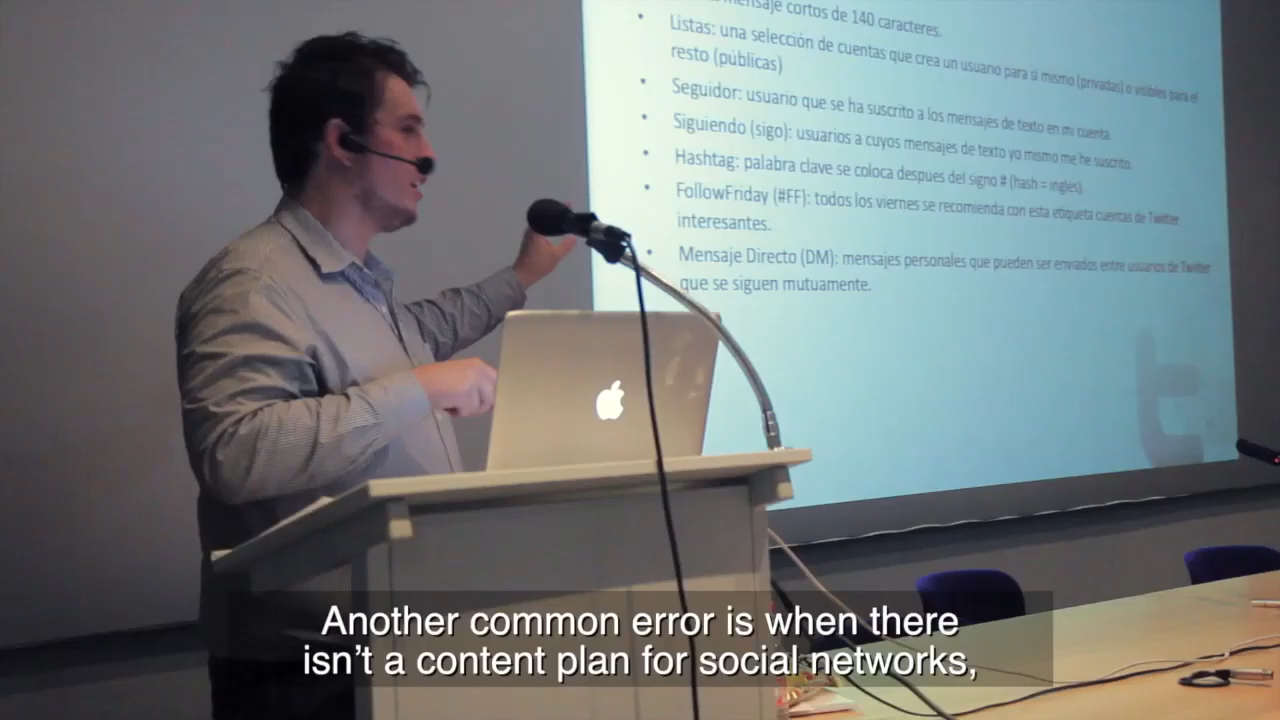 mensaje cortos de 140 caracteres.
Listas: una selección de cuentas que crea un usuario para si mismo (privadas) o visibles para el
resto (públicas)
Seguidor: usuario que se ha suscrito a los mensajes de texto en mi cuenta.
Siguiendo (sigo): usuarios a cuyos mensajes de texto yo mismo me he suscrito.
Hashtag: palabra clave se coloca despues del signo # (hash = ingles).
FollowFriday (#FF): todos los viernes se recomienda con esta etiqueta cuentas de Twitter
interesantes.
Mensaje Directo (DM): mensajes personales que pueden ser enviados entre usuarios de Twitter
que se siguen mutuamente.
t
Another common error is when there
isn't a content plan for social networks,